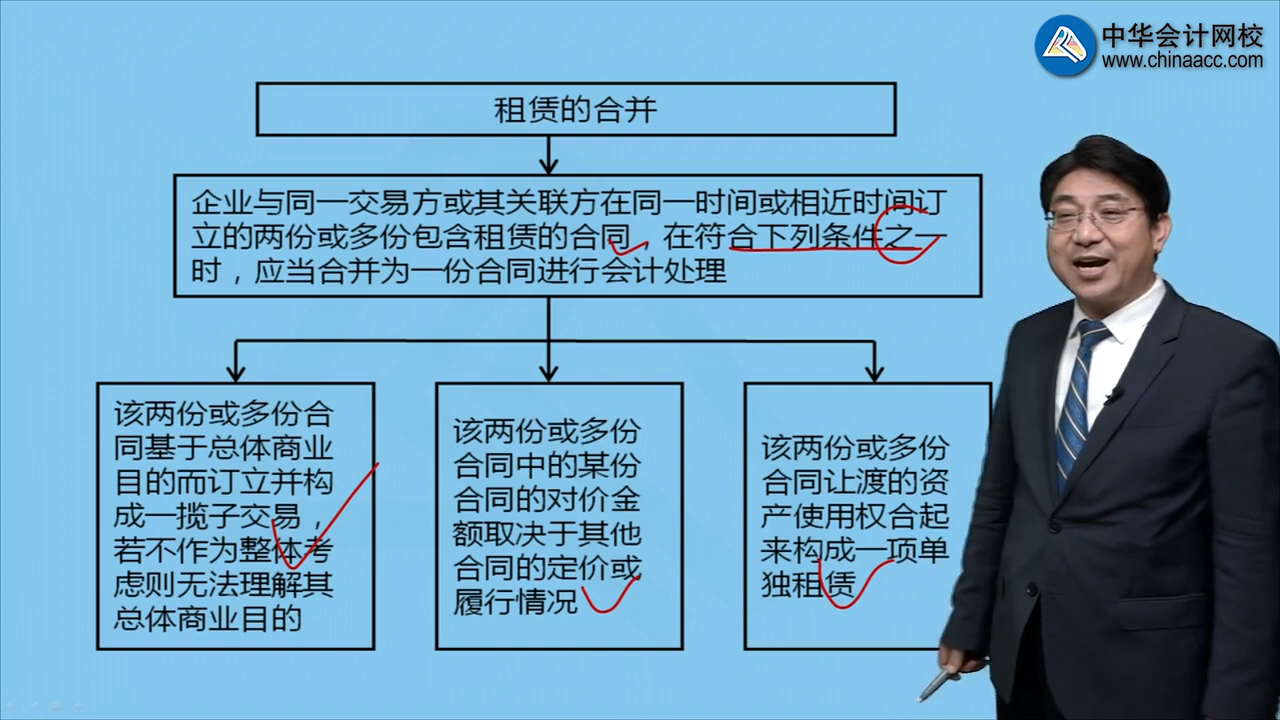 中华会计网校
www.chinaacc.com
租赁的合并
企业与同一交易方或其关联方在同一时间或相近时间订
立的两份或多份包含租赁的合同，在符合下列条件之一
时，应当合并为一份合同进行会计处理
该两份或多份合
同基于总体商业
目的而订立并构
成一揽子交易，
若不作为整体考
虑则无法理解其
总体商业目的
该两份或多份
合同中的某份
合同的对价金
额取决于其他
合同的定价或
履行情况
该两份或多份
合同让渡的资
产使用权合起
来构成一项单
独租赁